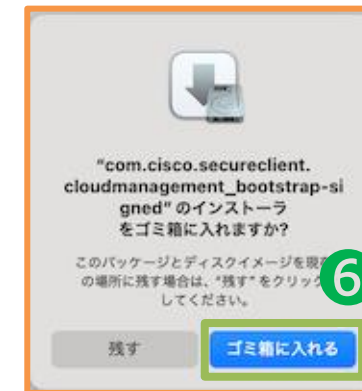 "com.cisco.secureclient.
cloudmanagement_bootstrap-si
gned" のインストーラ
をゴミ箱に入れますか?
このパッケージとディスクイメージを現
の場所に残す場合は、"残す" をクリック
してください。
6
残す
ゴミ箱に入れる